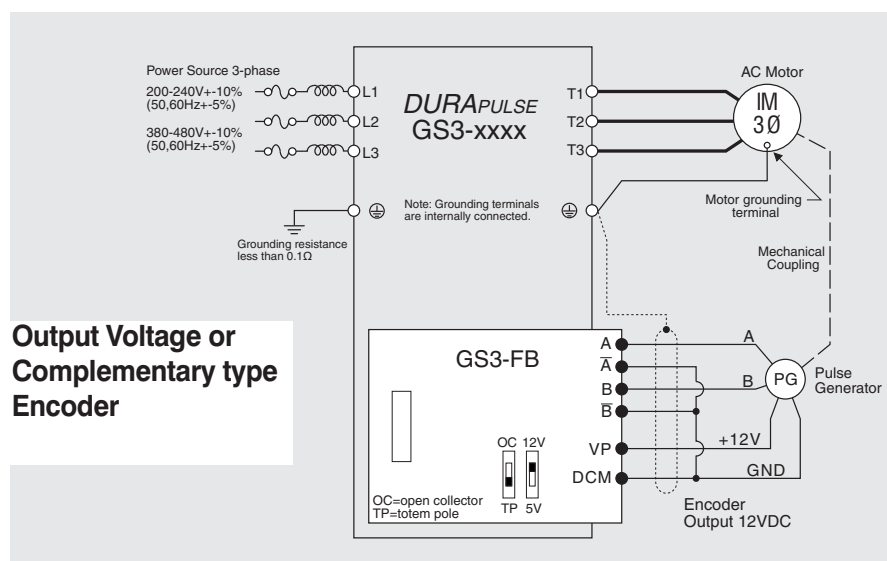 Power Source 3-phase
200-240V+-10%
(50,60Hz+-5%)
380-480V+-10%
(50,60Hz+-5%)
L1
L2
L3
DURAPULSE
GS3-xxxx
T1
T2
T3
AC Motor
IM
3Ø
Note: Grounding terminals
are internally connected.
Motor grounding
terminal
Grounding resistance
less than 0.1Ω
Mechanical
Coupling
Output Voltage or
Complementary type
Encoder
GS3-FB
A
A̅
B
B̅
VP
DCM
A
B
+12V
GND
PG
Pulse
Generator
OC 12V
TP 5V
OC=open collector
TP=totem pole
Encoder
Output 12VDC